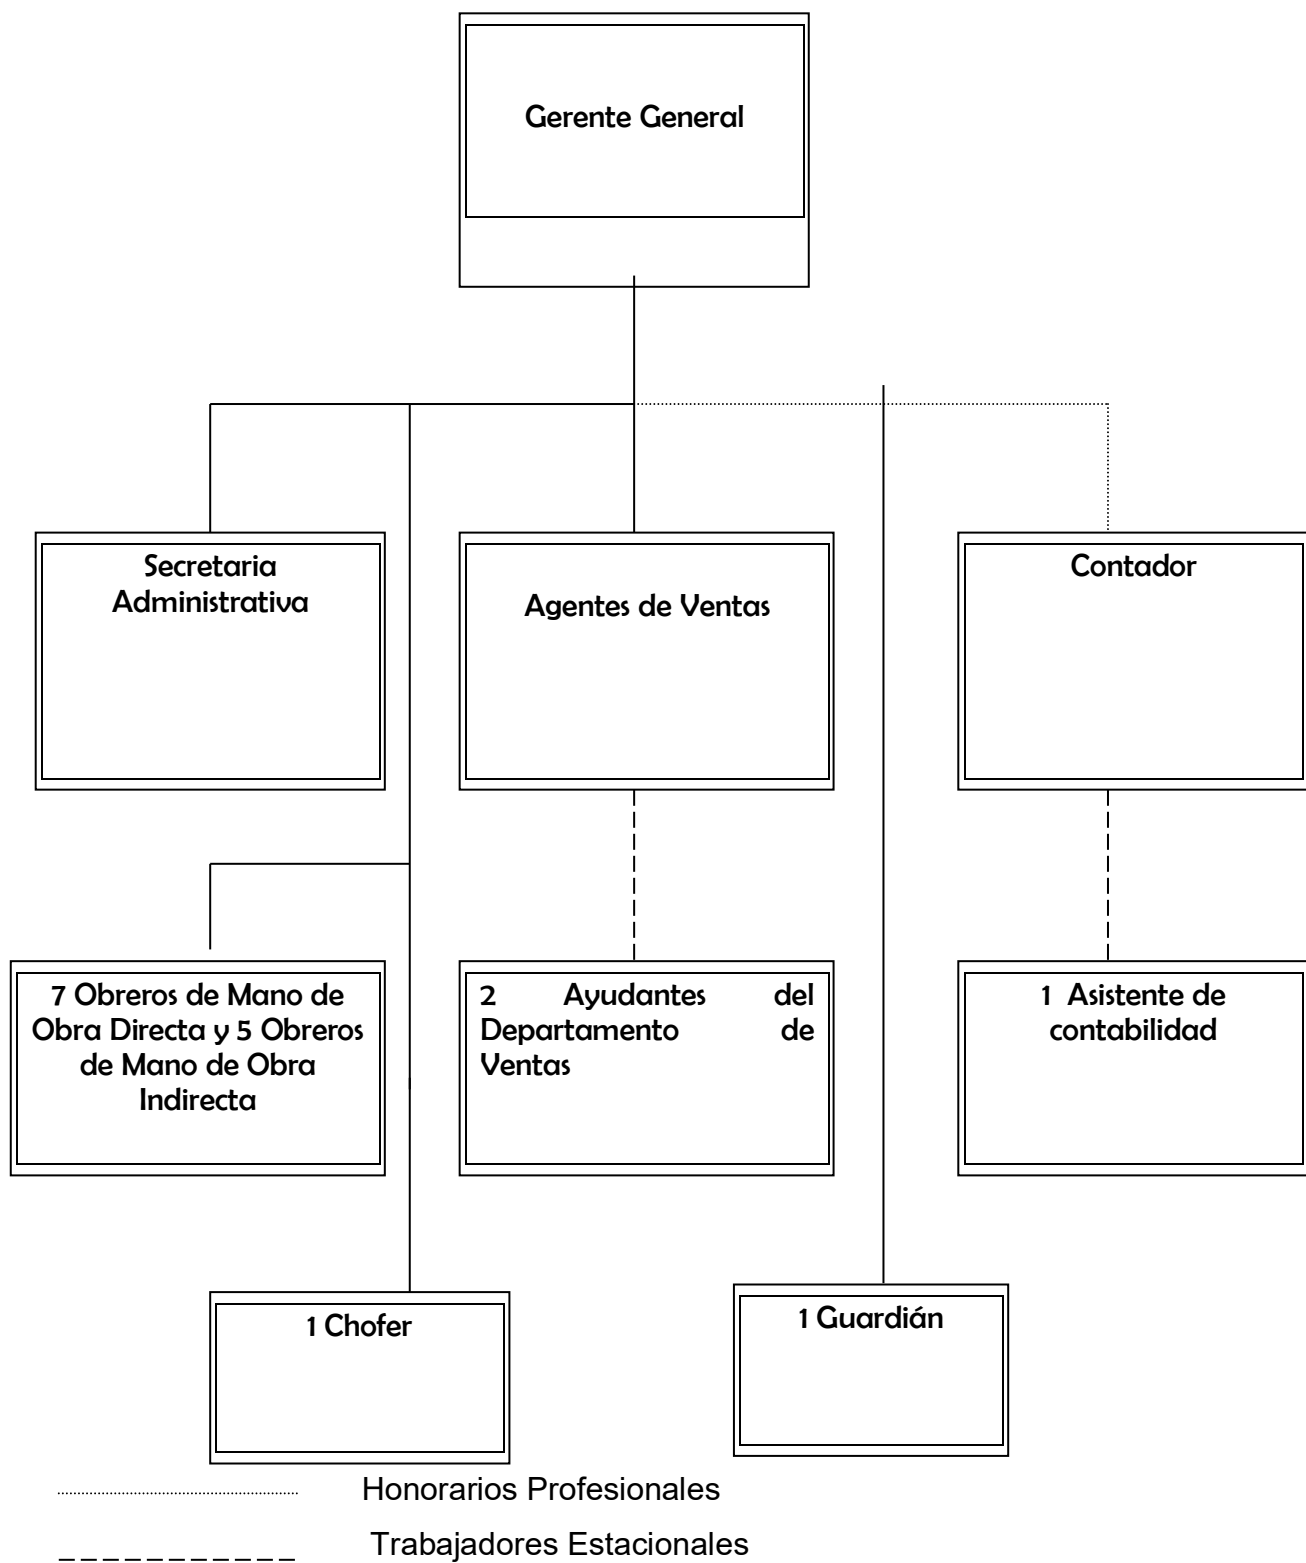 Gerente General
Secretaria
Administrativa
Agentes de Ventas
Contador
7 Obreros de Mano de
Obra Directa y 5 Obreros
de Mano de Obra
Indirecta
2 Ayudantes del
Departamento de
Ventas
1 Asistente de
contabilidad
1 Chofer
1 Guardián
Honorarios Profesionales
Trabajadores Estacionales